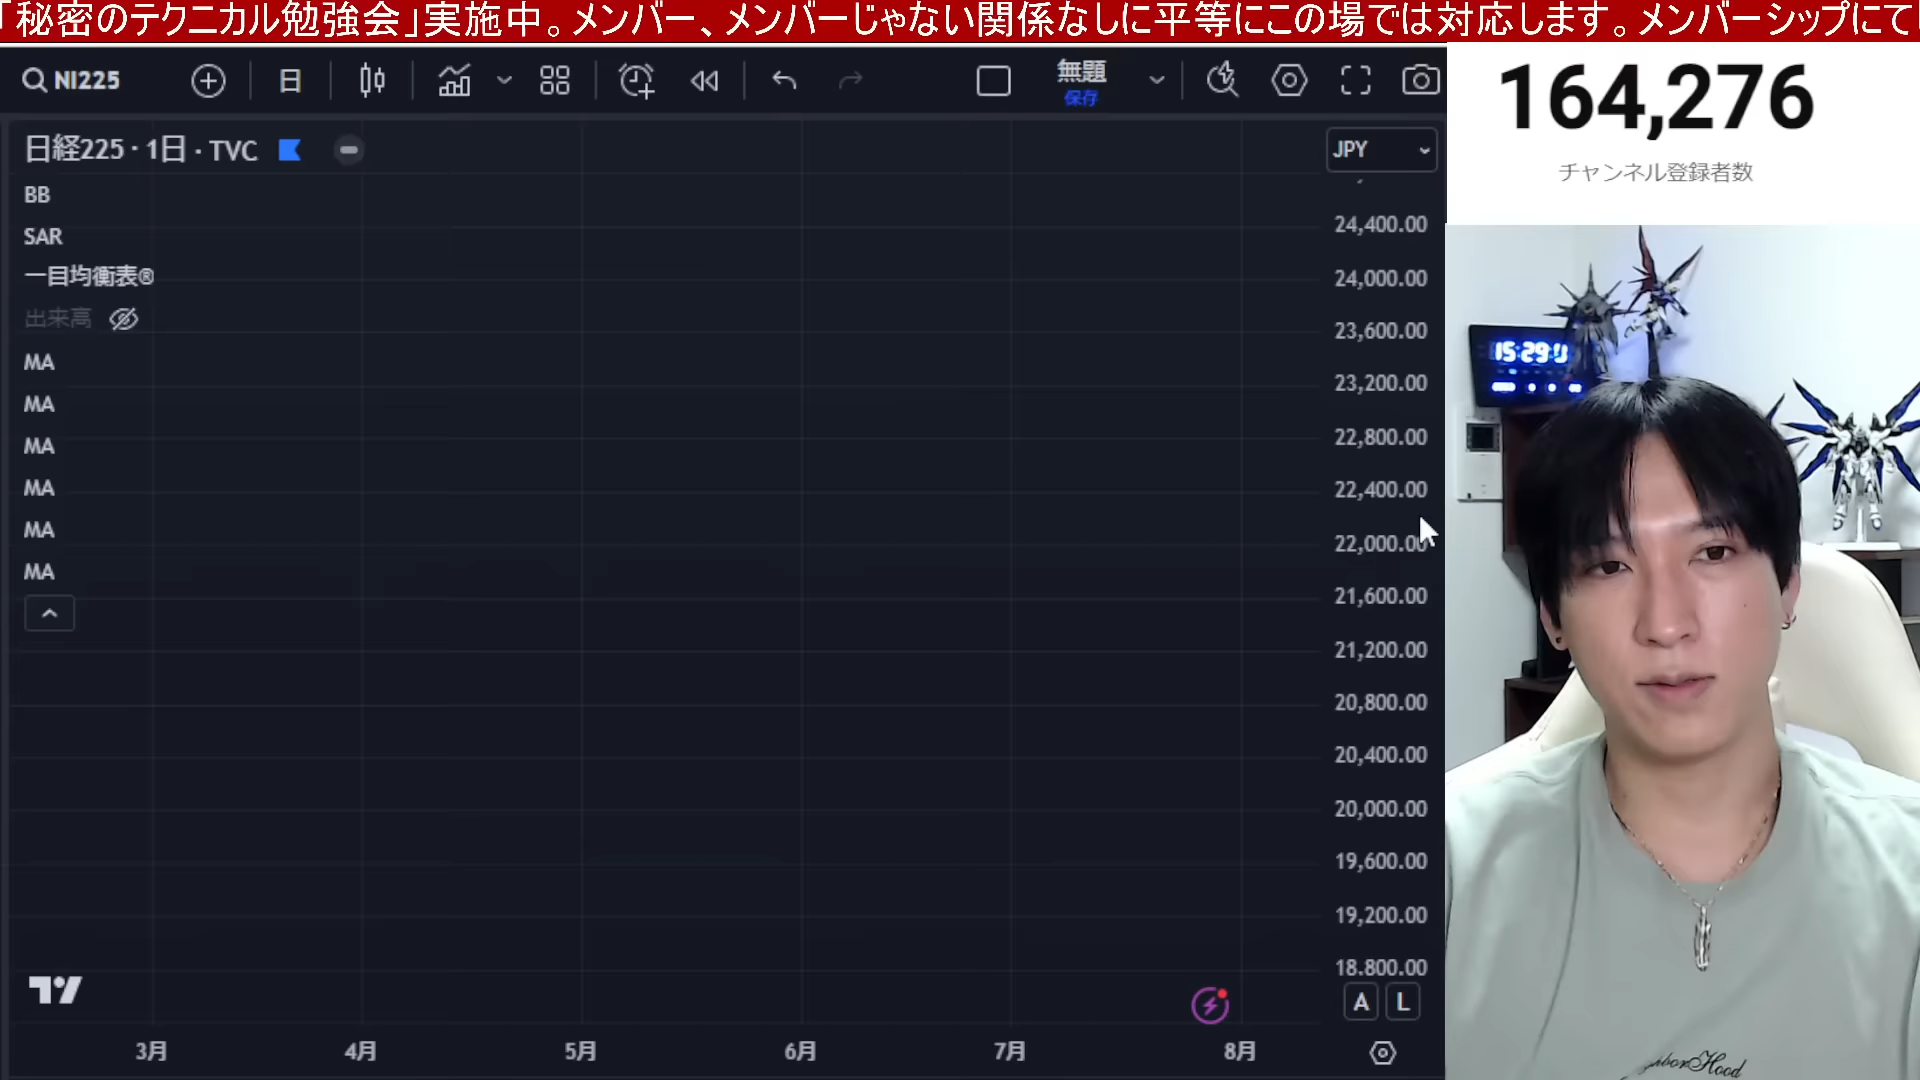 「秘密のテクニカル勉強会」実施中。メンバー、メンバーじゃない関係なしに平等にこの場では対応します。メンバーシップにて
NI225
日
無題
保存
164,276
チャンネル登録者数
日経225・1日・TVC
JPY
BB
SAR
一目均衡表®
出来高
MA
MA
MA
MA
MA
MA
24,400.00
24,000.00
23,600.00
23,200.00
22,800.00
22,400.00
22,000.00
21,600.00
21,200.00
20,800.00
20,400.00
20,000.00
19,600.00
19,200.00
18,800.00
A L
3月 4月 5月 6月 7月 8月
15:29